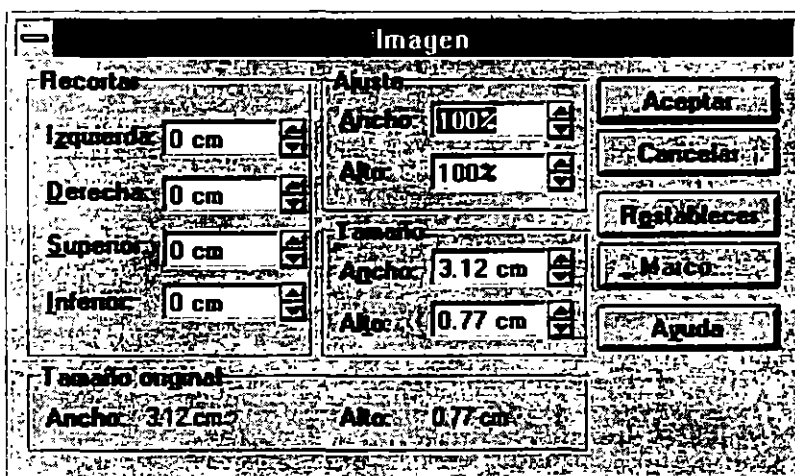 Imagen
Recortar
Izquierda: 0 cm
Derecha: 0 cm
Superior: 0 cm
Inferior: 0 cm
Ajuste
Ancho: 100%
Alto: 100%
Tamaño
Ancho: 3.12 cm
Alto: 0.77 cm
Aceptar
Cancelar
Restablecer
Marco...
Ayuda
Tamaño original
Ancho: 3.12 cm Alto: 0.77 cm